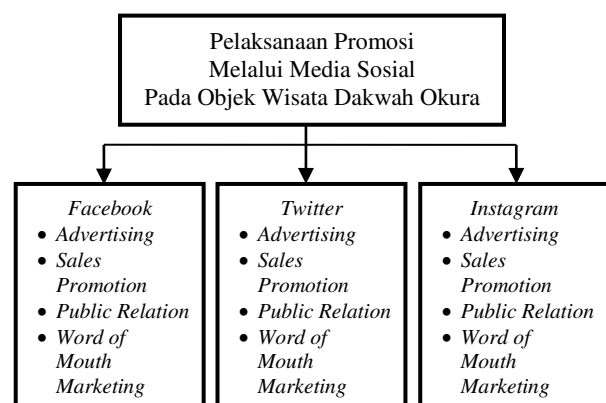 Pelaksanaan Promosi
Melalui Media Sosial
Pada Objek Wisata Dakwah Okura
Facebook
• Advertising
• Sales
Promotion
• Public Relation
• Word of
Mouth
Marketing
Twitter
• Advertising
• Sales
Promotion
• Public Relation
• Word of
Mouth
Marketing
Instagram
• Advertising
• Sales
Promotion
• Public Relation
• Word of
Mouth
Marketing